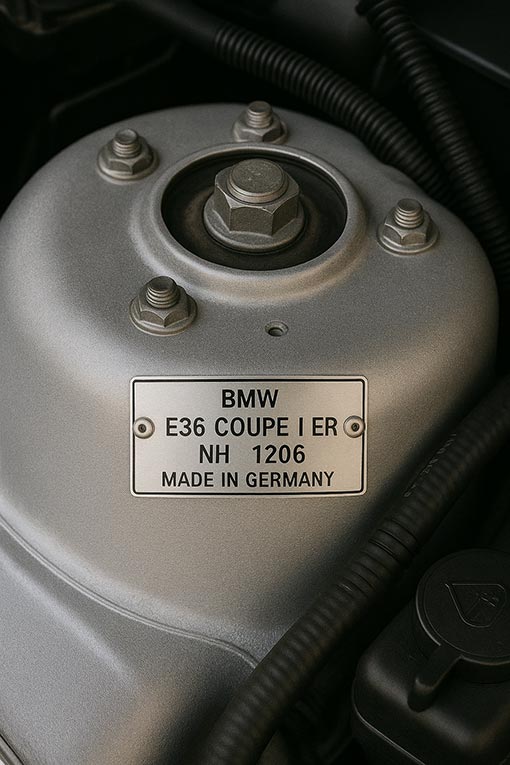 BMW
E36 COUPE I ER
NH 1206
MADE IN GERMANY